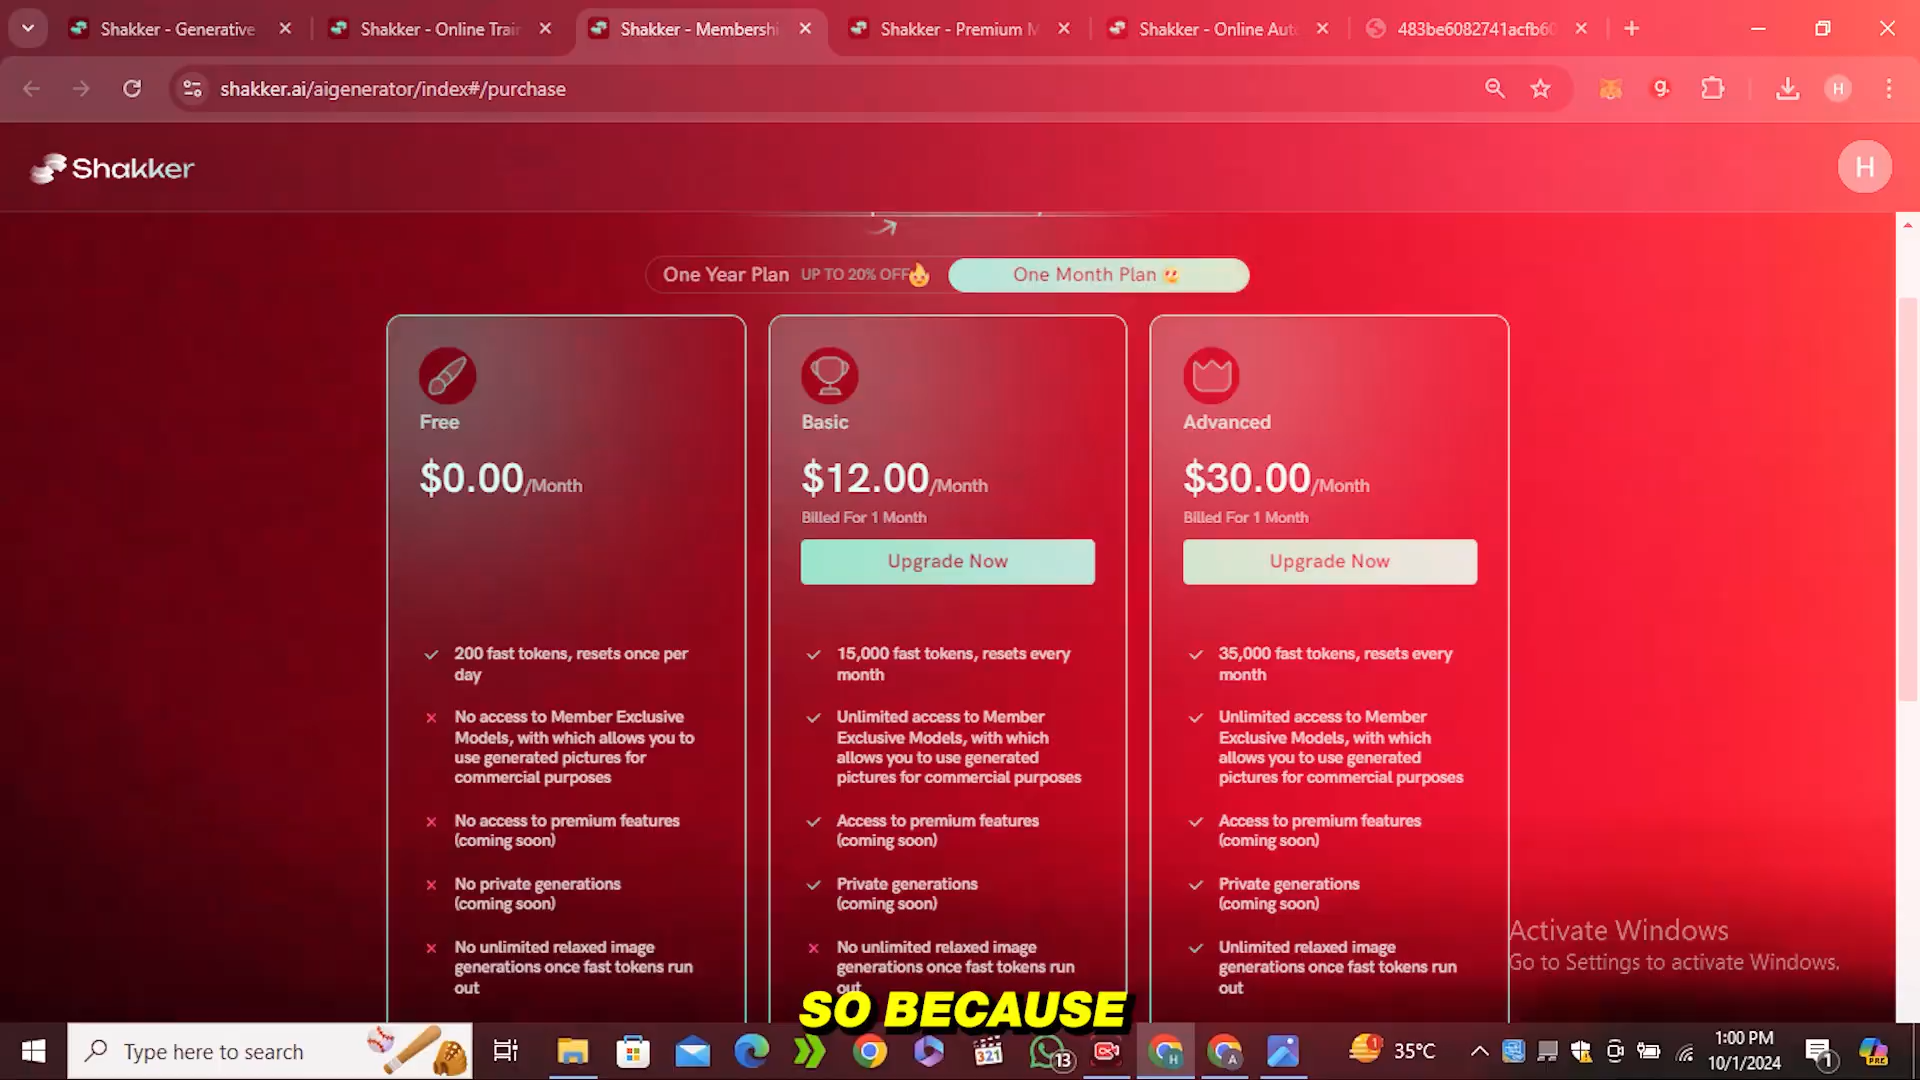 Shakker - Generative
Shakker - Online Train
Shakker - Membershi
Shakker - Premium M
Shakker - Online Aut
483be6082741acfb60
shakker.ai/aigenerator/index#/purchase
g.
H
Shakker
H
One Year Plan UP TO 20% OFF🔥
One Month Plan
Free
$0.00/Month
200 fast tokens, resets once per
day
No access to Member Exclusive
Models, with which allows you to
use generated pictures for
commercial purposes
No access to premium features
(coming soon)
No private generations
(coming soon)
No unlimited relaxed image
generations once fast tokens run
out
Basic
$12.00/Month
Billed For 1 Month
Upgrade Now
15,000 fast tokens, resets every
month
Unlimited access to Member
Exclusive Models, with which
allows you to use generated
pictures for commercial purposes
Access to premium features
(coming soon)
Private generations
(coming soon)
No unlimited relaxed image
generations once fast tokens run
out
Advanced
$30.00/Month
Billed For 1 Month
Upgrade Now
35,000 fast tokens, resets every
month
Unlimited access to Member
Exclusive Models, with which
allows you to use generated
pictures for commercial purposes
Access to premium features
(coming soon)
Private generations
(coming soon)
Unlimited relaxed image
generations once fast tokens run
out
Activate Windows
Go to Settings to activate Windows.
SO BECAUSE
Type here to search
321
13
H
A
1
35°C
1:00 PM
10/1/2024
1
PRE